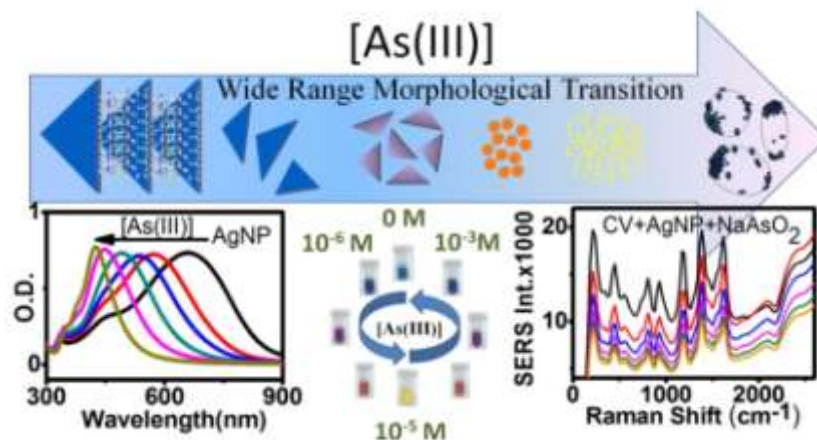 [As(III)]
Wide Range Morphological Transition
1
[As(III)]
AgNP
O.D.
0
300 500 700 900
Wavelength(nm)
0 M
10⁻⁶ M
10⁻³M
[As(III)]
10⁻⁵ M
CV+AgNP+NaAsO₂
SERS Int.x1000
20
10
0 1000 2000
Raman Shift (cm⁻¹)